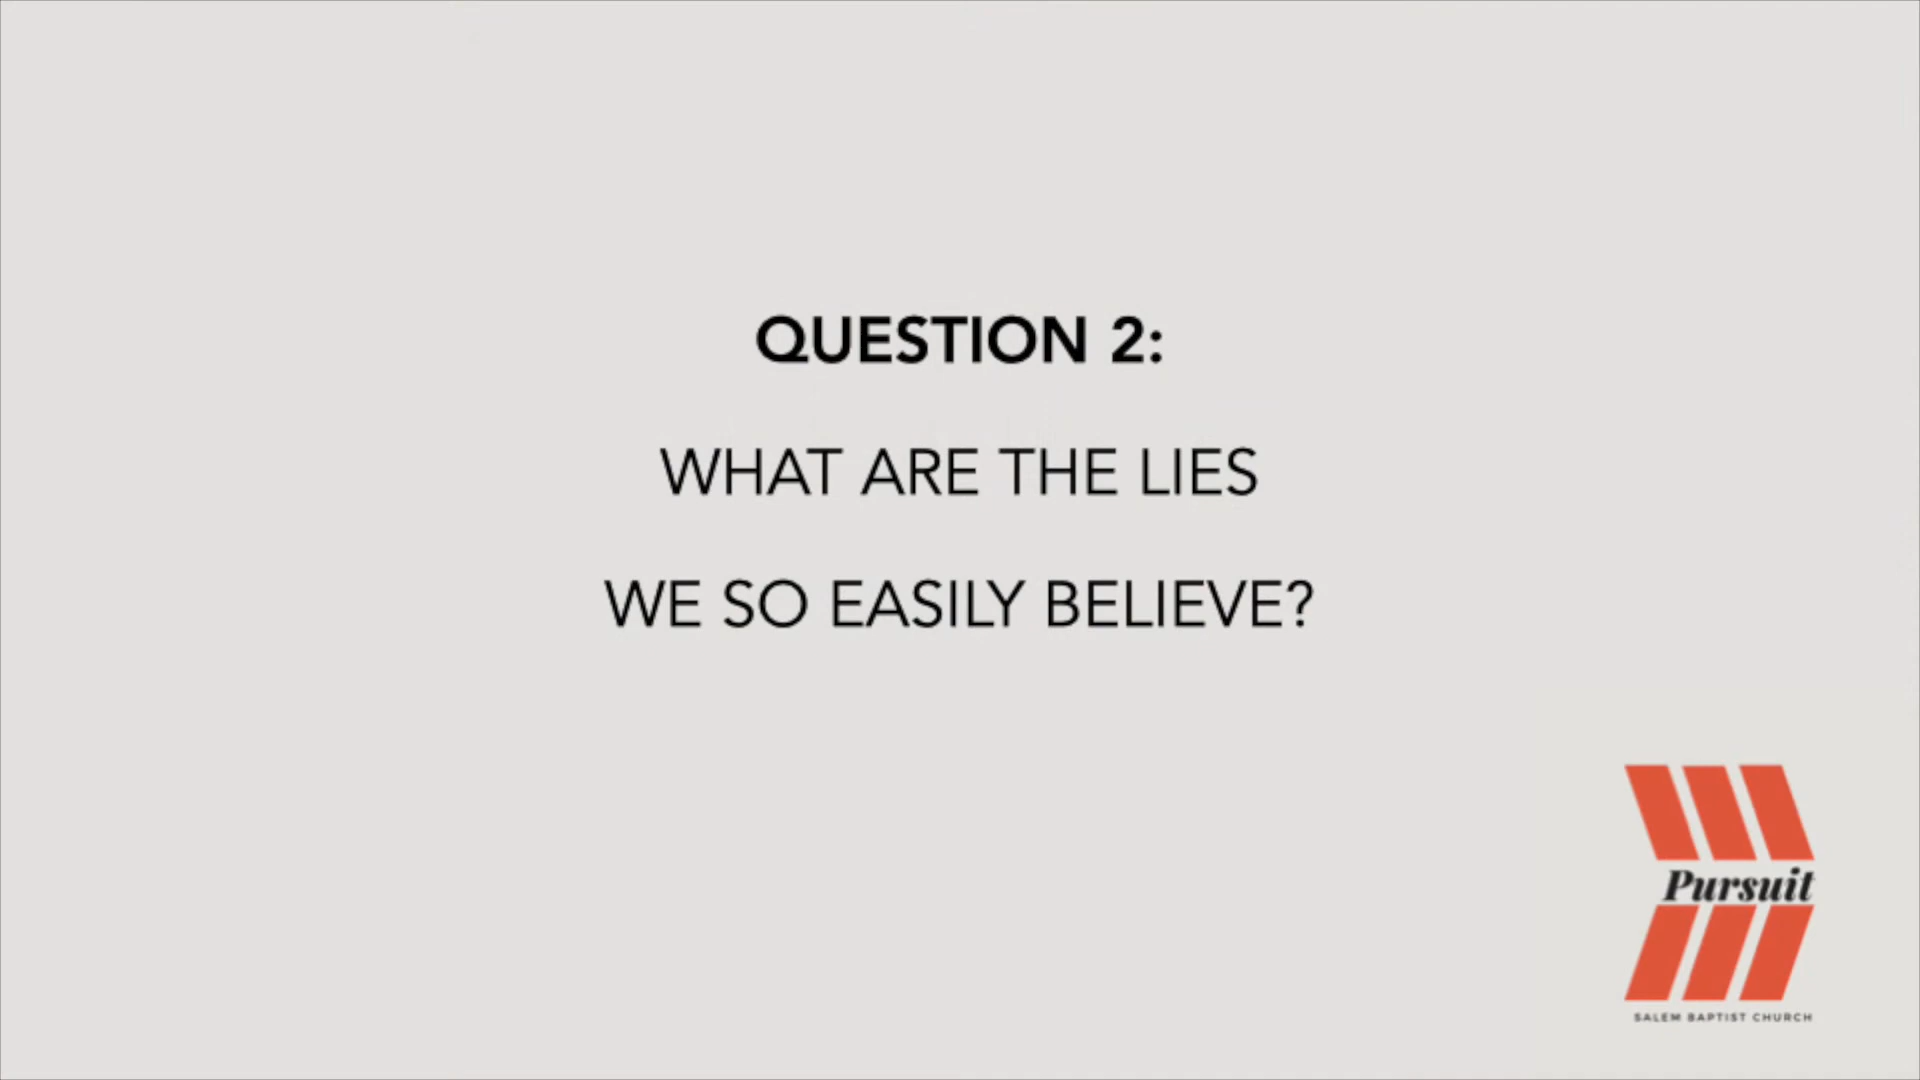 QUESTION 2:
WHAT ARE THE LIES
WE SO EASILY BELIEVE?
Pursuit
SALEM BAPTIST CHURCH